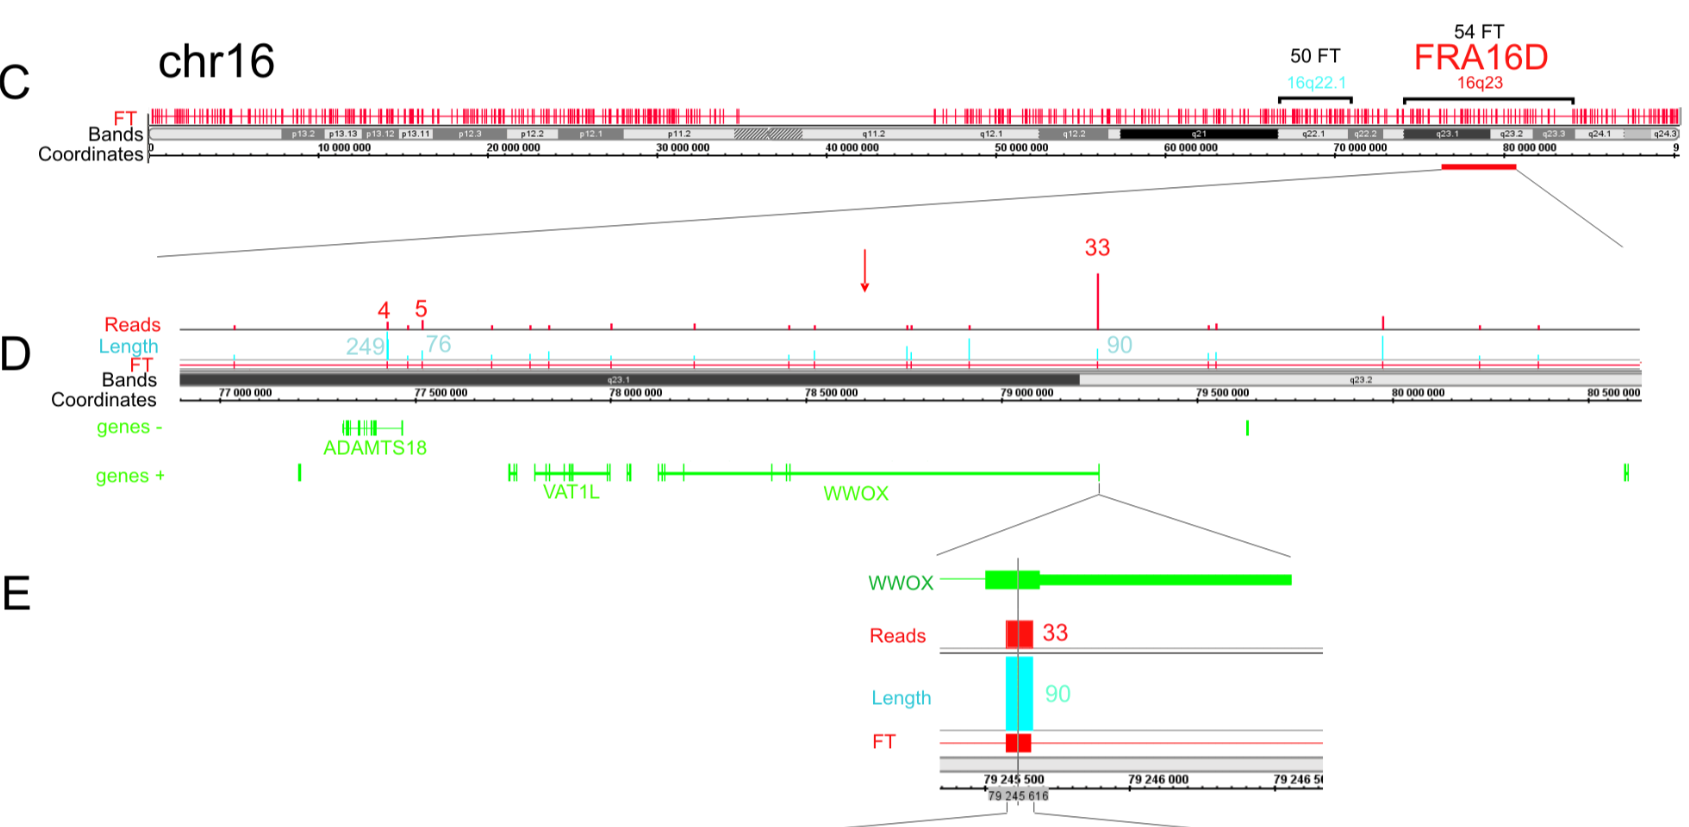 54 FT
C chr16 50 FT FRA16D
16q22.1 16q23
FT
Bands p13.2 p13.13 p13.12 p13.11 p12.3 p12.2 p12.1 p11.2 q11.2 q12.1 q12.2 q21 q22.1 q22.2 q23.1 q23.2 q23.3 q24.1 q24.3
Coordinates 0 10 000 000 20 000 000 30 000 000 40 000 000 50 000 000 60 000 000 70 000 000 80 000 000 9
33
4 5
Reads
D Length 249 76 90
FT
Bands q23.1 q23.2
Coordinates 77 000 000 77 500 000 78 000 000 78 500 000 79 000 000 79 500 000 80 000 000 80 500 000
genes -
ADAMTS18
genes +
VAT1L WWOX
E WWOX
Reads 33
Length 90
FT
79 245 500 79 246 000 79 246 5
79 245 616